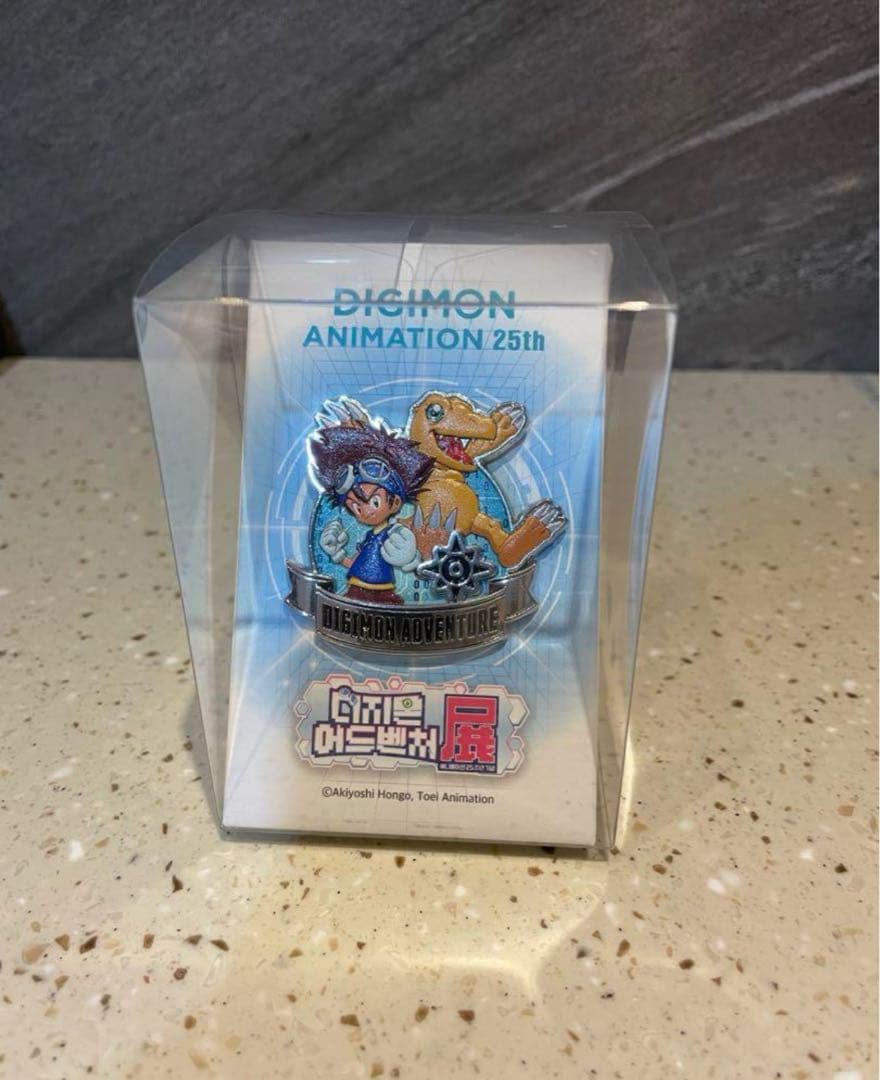 DIGIMON
ANIMATION 25th
DIGIMON ADVENTURE
디지몬
어드벤처 展
©Akiyoshi Hongo, Toei Animation